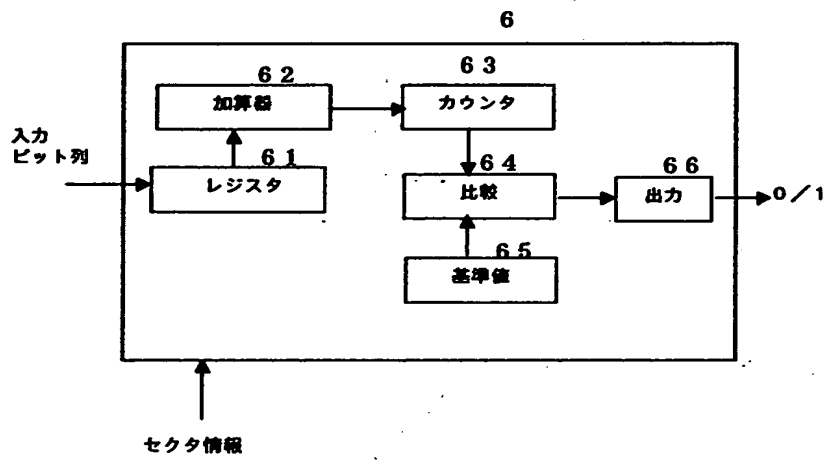 6
62
63
加算器
カウンタ
入力
ビット列
61
64
66
レジスタ
比較
出力
0/1
65
基準値
セクタ情報